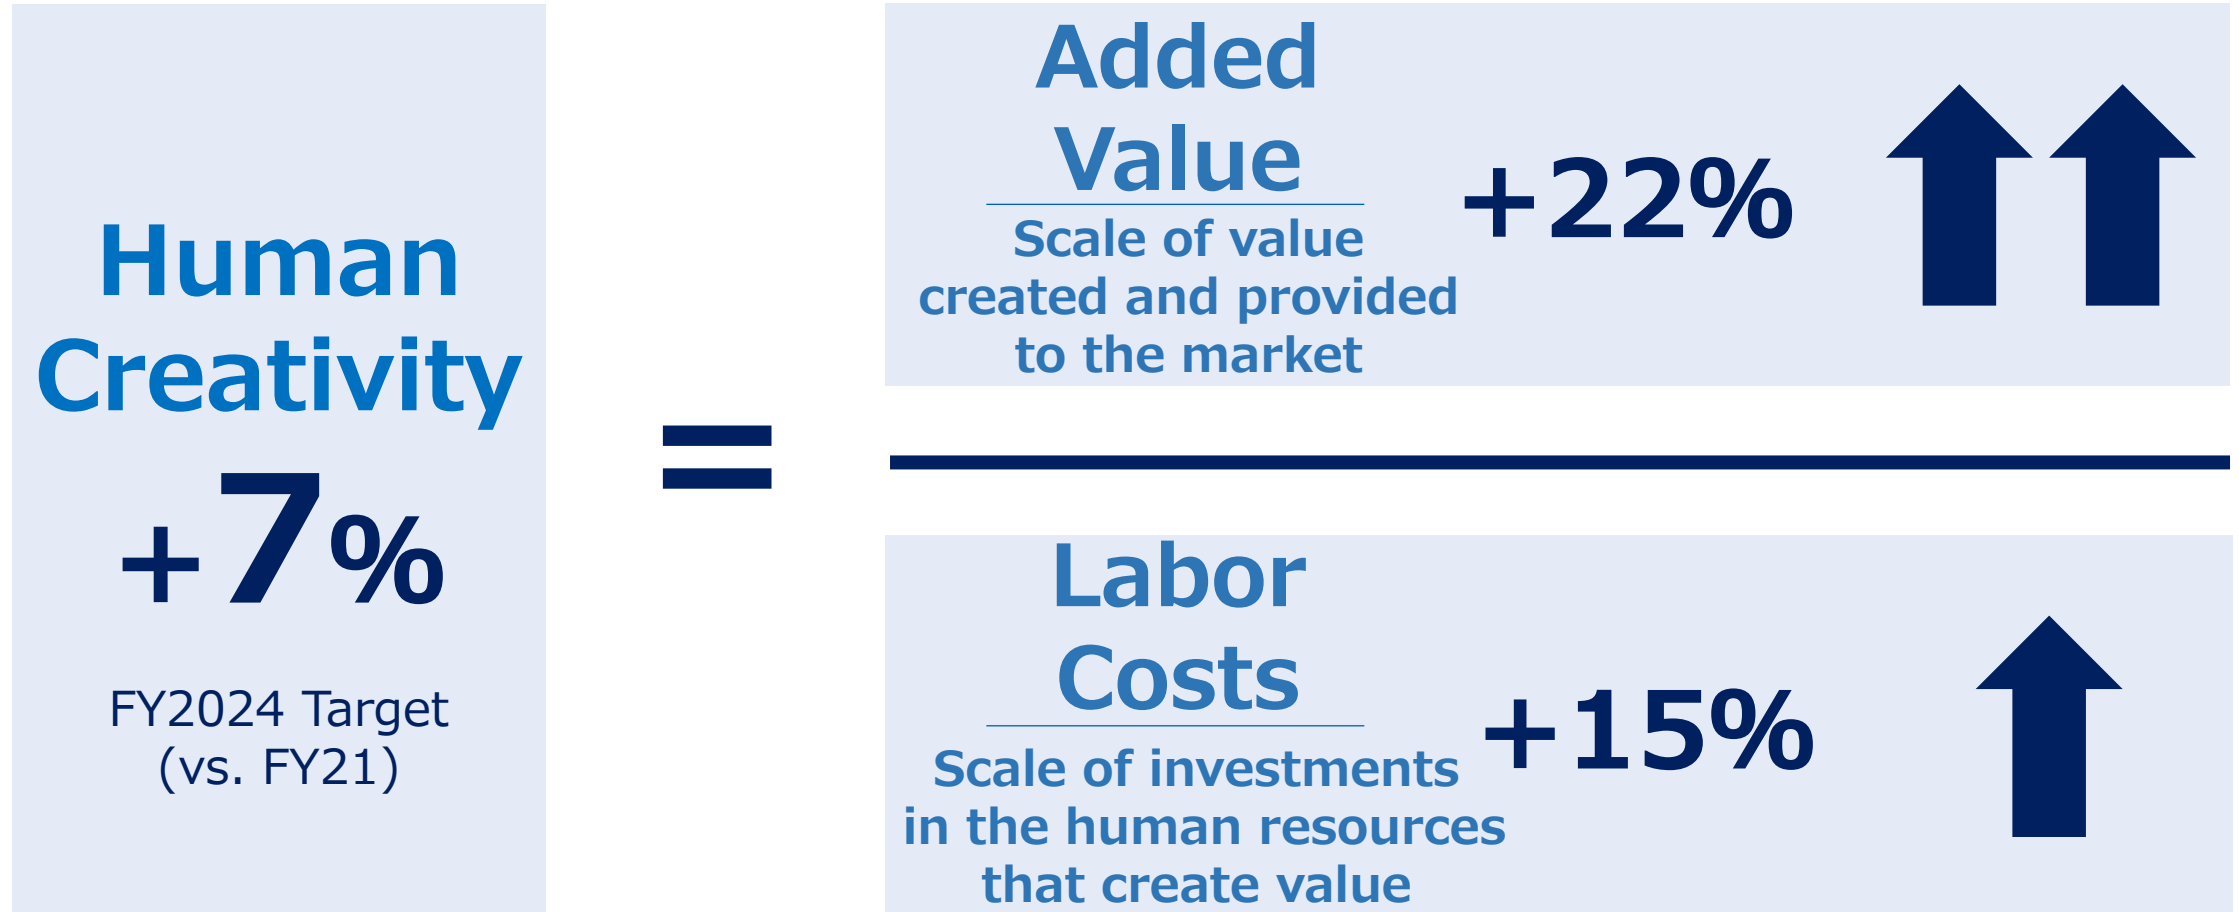 Human
Creativity
+7%
FY2024 Target
(vs. FY21)
=
Added
Value
Scale of value
created and provided
to the market
+22%
Labor
Costs
Scale of investments
in the human resources
that create value
+15%